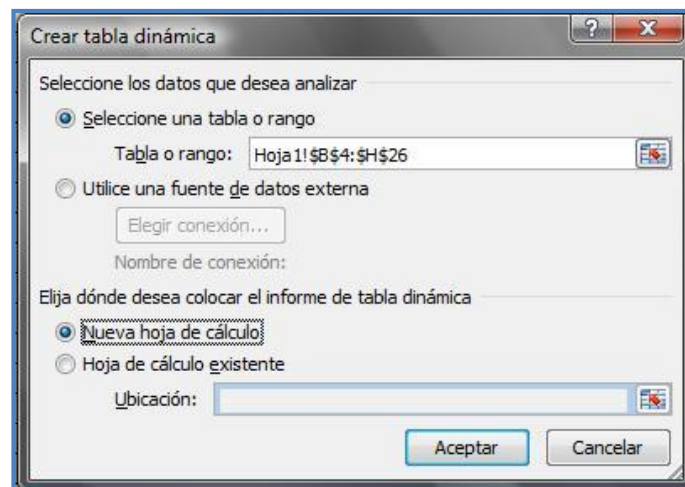 Crear tabla dinámica
Seleccione los datos que desea analizar
Seleccione una tabla o rango
Tabla o rango: Hoja1!$B$4:$H$26
Utilice una fuente de datos externa
Elegir conexión...
Nombre de conexión:
Elija dónde desea colocar el informe de tabla dinámica
Nueva hoja de cálculo
Hoja de cálculo existente
Ubicación:
Aceptar Cancelar